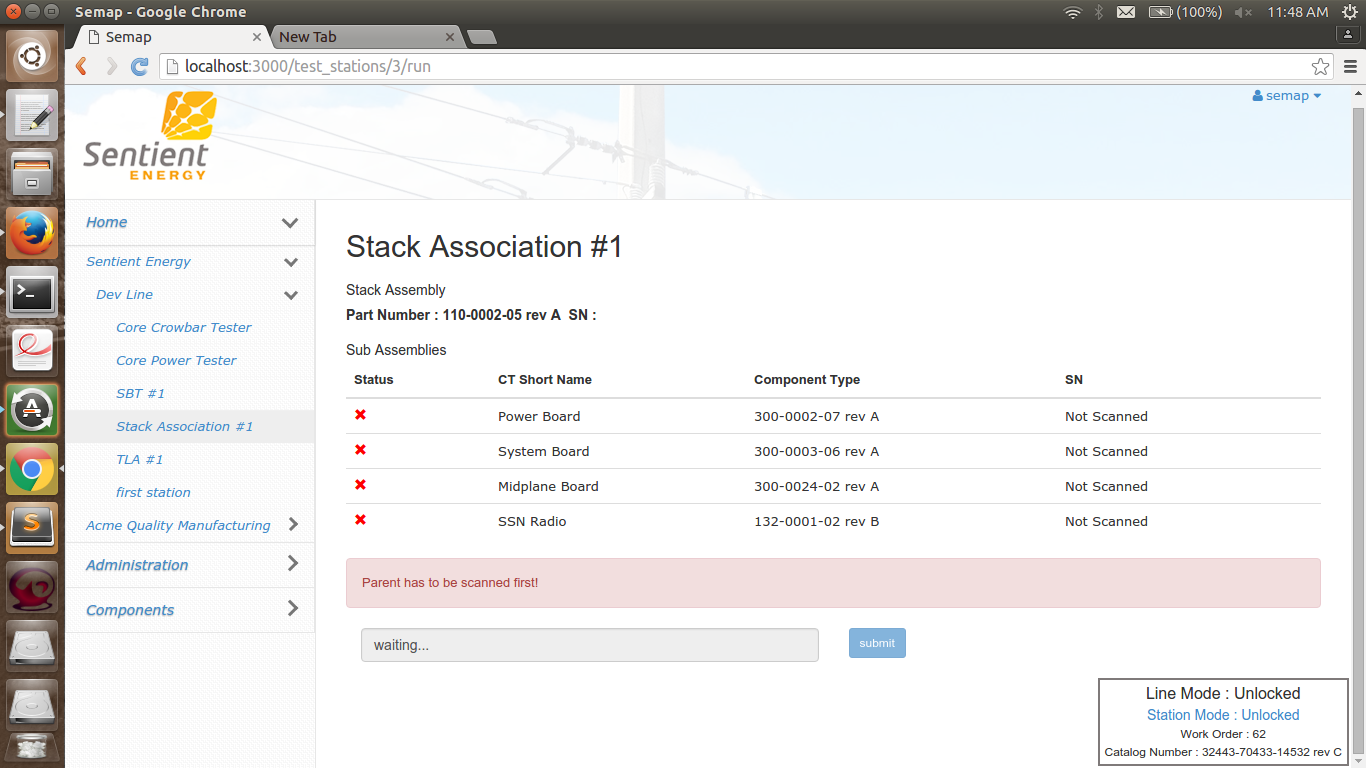 Semap - Google Chrome
(100%)
11:48 AM
Semap
New Tab
localhost:3000/test_stations/3/run
semap
Sentient
ENERGY
Home
Sentient Energy
Dev Line
Core Crowbar Tester
Core Power Tester
SBT #1
Stack Association #1
TLA #1
first station
Acme Quality Manufacturing
Administration
Components
Stack Association #1
Stack Assembly
Part Number : 110-0002-05 rev A SN :
Sub Assemblies
Status CT Short Name Component Type SN
Power Board 300-0002-07 rev A Not Scanned
System Board 300-0003-06 rev A Not Scanned
Midplane Board 300-0024-02 rev A Not Scanned
SSN Radio 132-0001-02 rev B Not Scanned
Parent has to be scanned first!
waiting... submit
Line Mode : Unlocked
Station Mode : Unlocked
Work Order : 62
Catalog Number : 32443-70433-14532 rev C